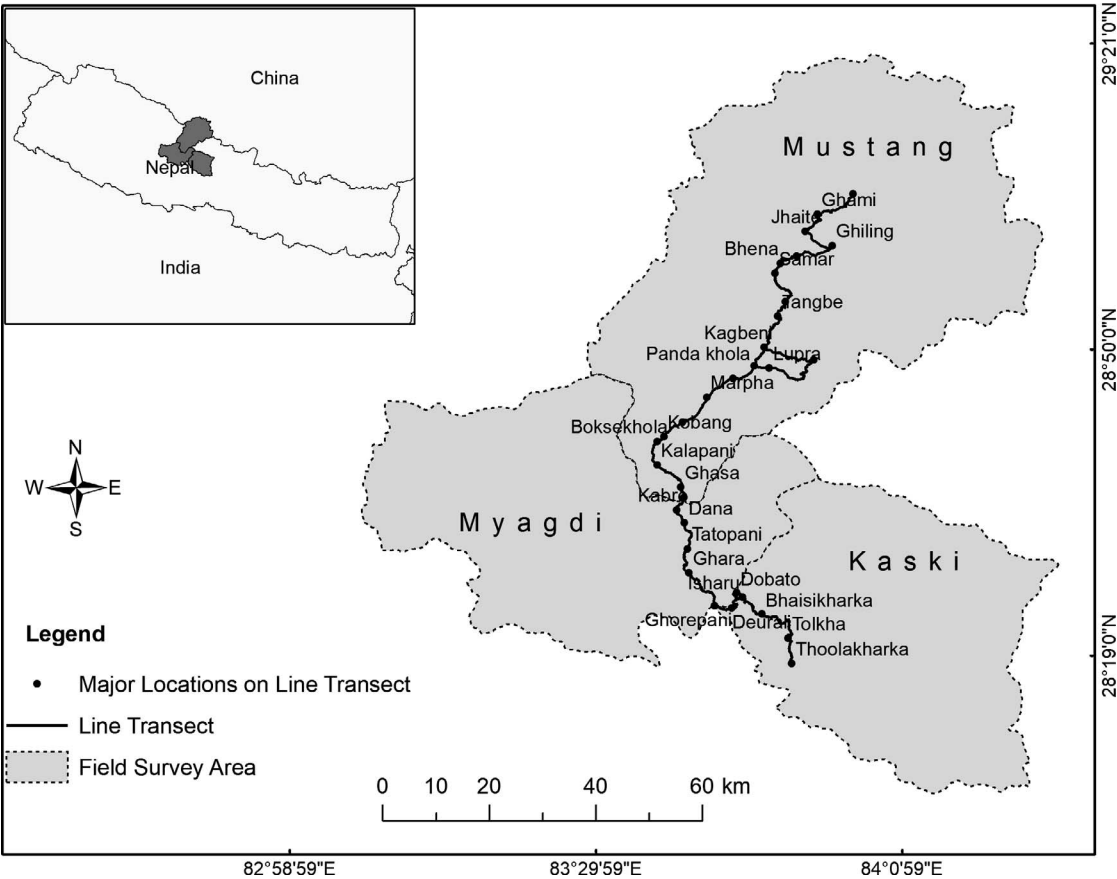 China
Nepal
India
29°21'0"N
28°50'0"N
28°19'0"N
Mustang
Ghami
Jhaite
Ghiling
Bhena
Samar
Tangbe
Kagbeni
Panda khola
Lupra
Marpha
Boksekhola
Kobang
Kalapani
Ghasa
Kabre
Dana
Myagdi
Tatopani
Ghara
Kaski
Isharu
Dobato
Bhaisikharka
Ghorepani
Deurali
Tolkha
Thoolakharka
N
W
E
S
Legend
Major Locations on Line Transect
Line Transect
Field Survey Area
0 10 20 40 60 km
82°58'59"E
83°29'59"E
84°0'59"E